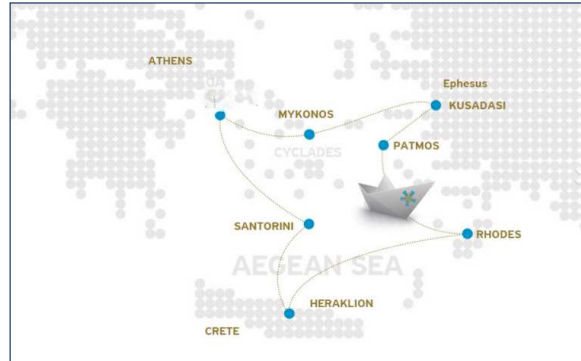 ATHENS
Ephesus
KUSADASI
MYKONOS
PATMOS
CYCLADES
SANTORINI
RHODES
AEGEAN SEA
HERAKLION
CRETE